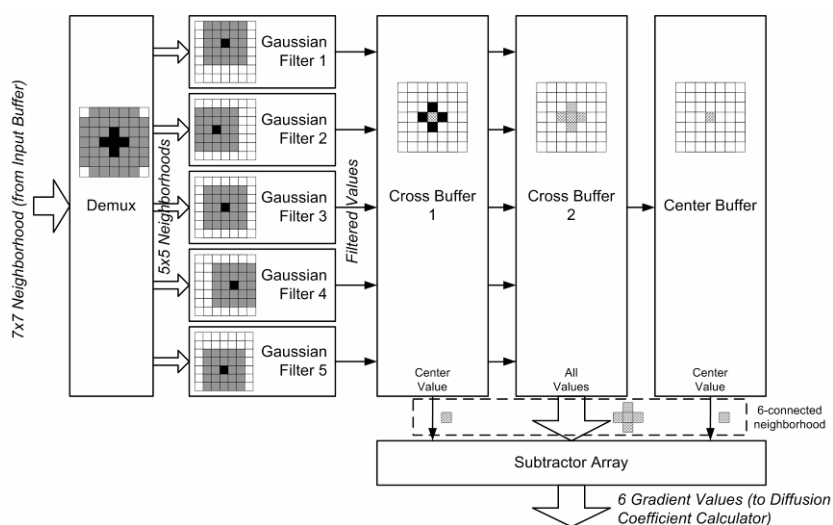 7x7 Neighborhood (from Input Buffer)
Demux
5x5 Neighborhoods
Gaussian
Filter 1
Gaussian
Filter 2
Gaussian
Filter 3
Gaussian
Filter 4
Gaussian
Filter 5
Filtered Values
Cross Buffer
1
Cross Buffer
2
Center Buffer
Center
Value
All
Values
Center
Value
6-connected
neighborhood
Subtractor Array
6 Gradient Values (to Diffusion
Coefficient Calculator)